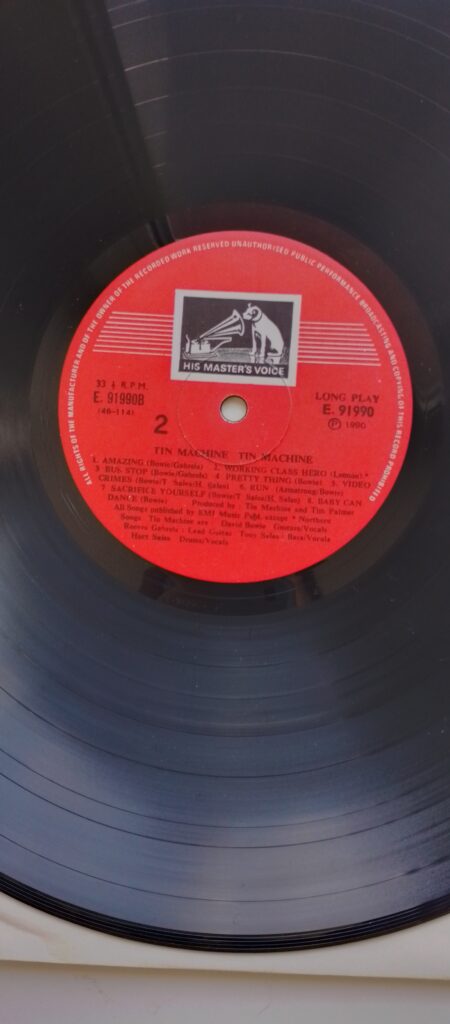 ALL RIGHTS OF THE MANUFACTURER AND OF THE OWNER OF THE RECORDED WORK RESERVED UNAUTHORISED PUBLIC PERFORMANCE BROADCASTING AND COPYING OF THIS RECORD PROHIBITED
HIS MASTER'S VOICE
33 ⅓ R.P.M.
E. 91990B
(46-114)
2
LONG PLAY
E. 91990
Ⓟ 1990
TIN MACHINE TIN MACHINE
1. AMAZING (Bowie/Gabrels) 2. WORKING CLASS HERO (Lennon)*
3 BUS. STOP (Bowie/Gabrels) 4 PRETTY THING (Bowie) 5. VIDEO
CRIMES (Bowie/T Sales/H. Sales) 6. RUN (Armstrong/Bowie)
7 SACRIFICE YOURSELF (Bowie/T Sales/H. Sales) 8. BABY CAN
DANCE (Bowie) Produced by : Tin Machine and Tim Palmer
All Songs published by EMI Music Pub. except * Northern
Songs Tin Machine are : David Bowie Guitars/Vocals
Reeves Gabrels : Lead Guitar Tony Sales : Bass/Vocals
Hunt Sales Drums/Vocals